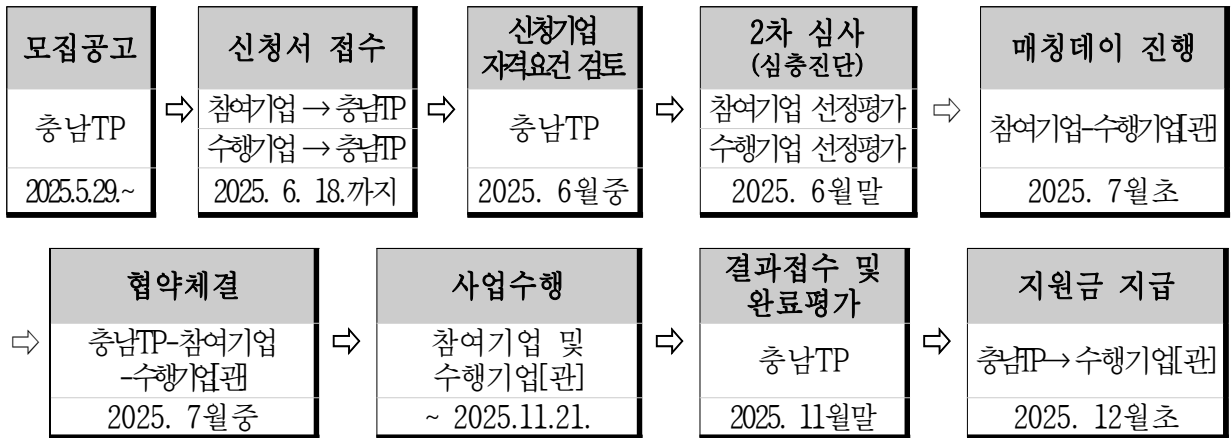 모집공고
충남TP
2025.5.29.~
⇨
신청서 접수
참여기업 → 충남TP
수행기업 → 충남TP
2025. 6. 18.까지
⇨
신청기업
자격요건 검토
충남TP
2025. 6월중
⇨
2차 심사
(심층진단)
참여기업 선정평가
수행기업 선정평가
2025. 6월말
⇨
매칭데이 진행
참여기업-수행기업[관]
2025. 7월초
⇨
협약체결
충남TP-참여기업
-수행기업[관]
2025. 7월중
⇨
사업수행
참여기업 및
수행기업[관]
~ 2025.11.21.
⇨
결과접수 및
완료평가
충남TP
2025. 11월말
⇨
지원금 지급
충남TP→ 수행기업[관]
2025. 12월초